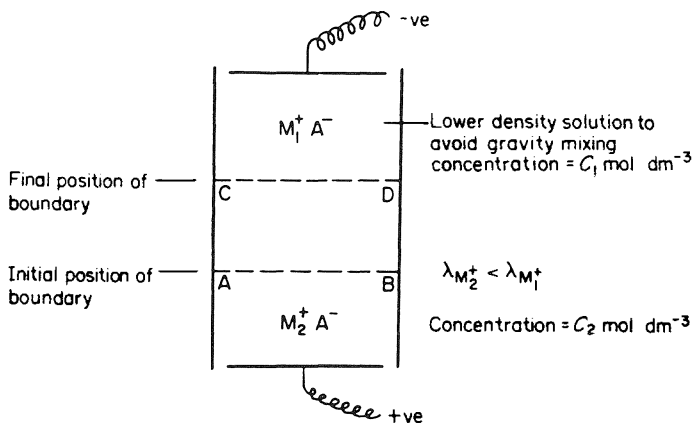 -ve
M₁⁺ A⁻
Lower density solution to
avoid gravity mixing
concentration = C₁ mol dm⁻³
Final position of
boundary
C
D
Initial position of
boundary
A
B
λM₂⁺ < λM₁⁺
M₂⁺ A⁻
Concentration = C₂ mol dm⁻³
+ve